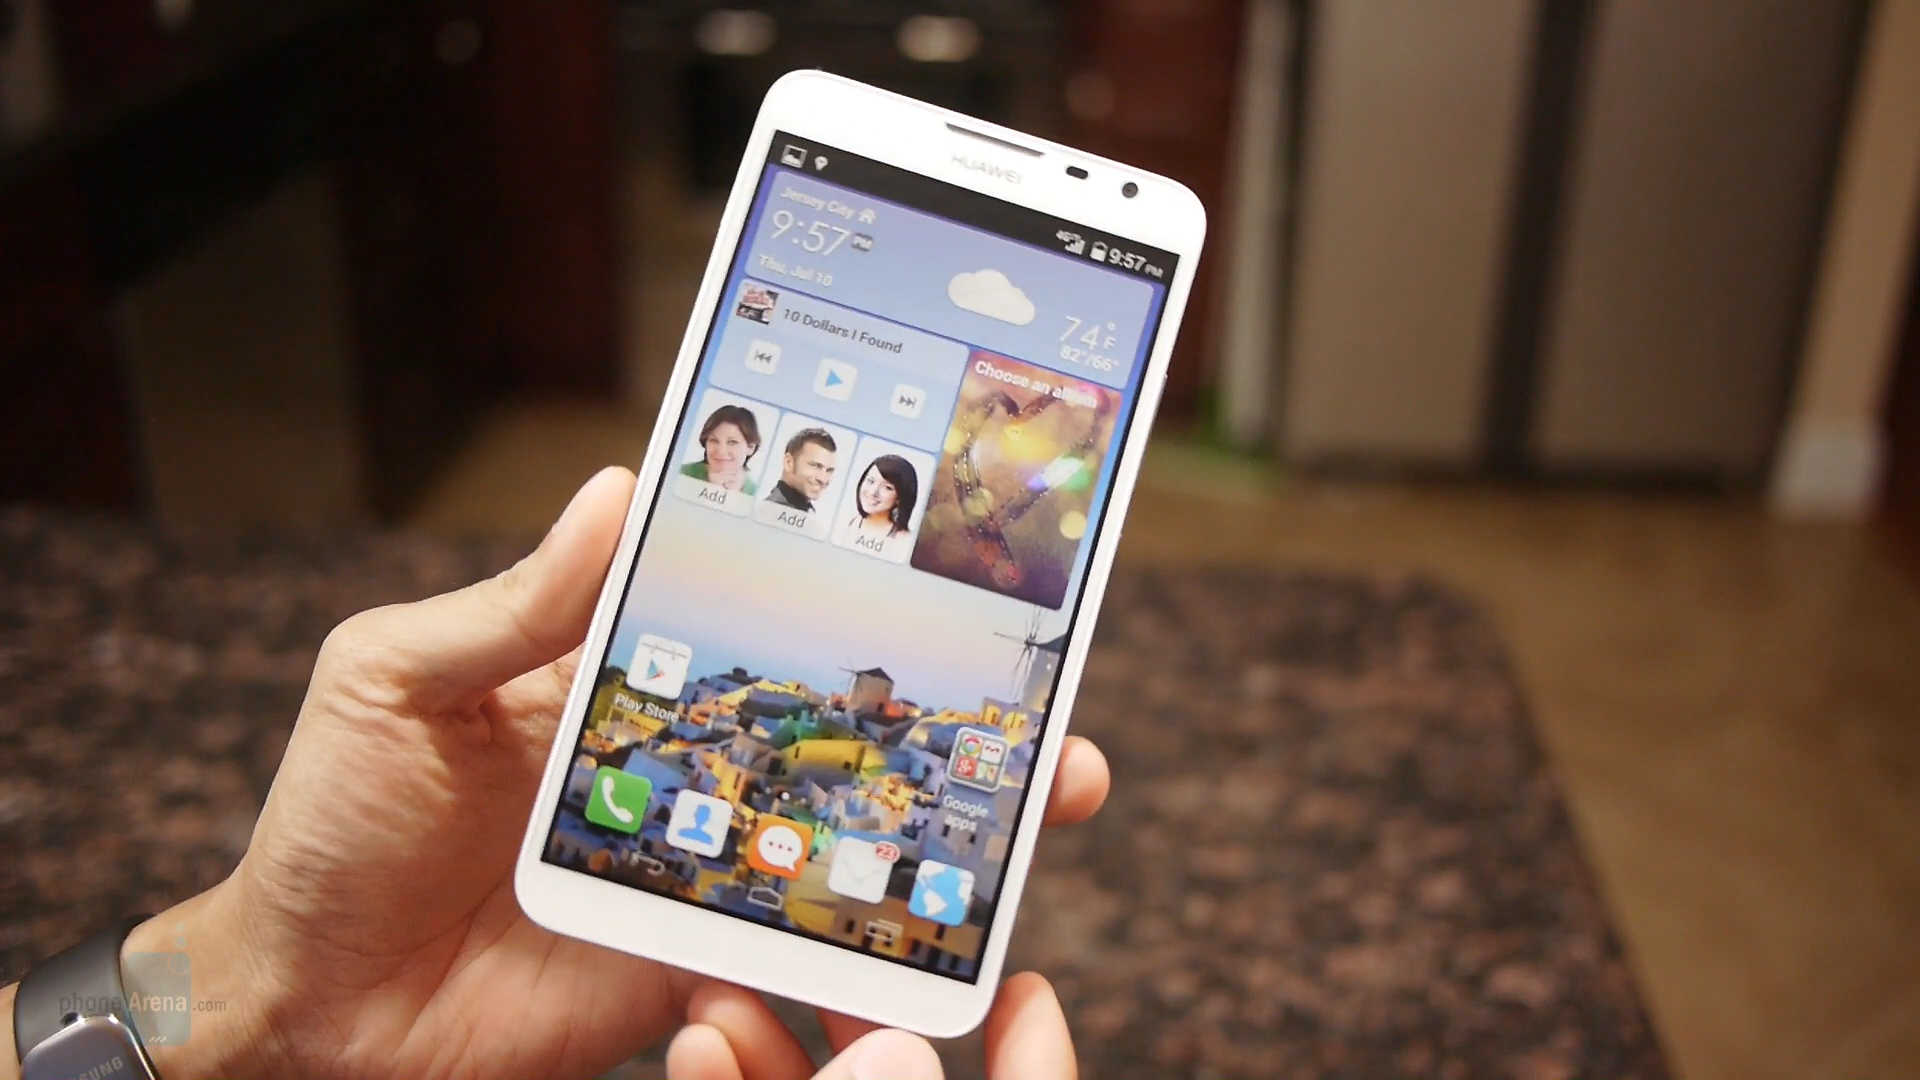 HUAWEI
4G
9:57 PM
Jersey City
9:57 PM
Thu, Jul 10
74°F
82°/66°
10 Dollars I Found
Choose an album
Add
Add
Add
Play Store
Google
apps
23
phoneArena.com
SUNG